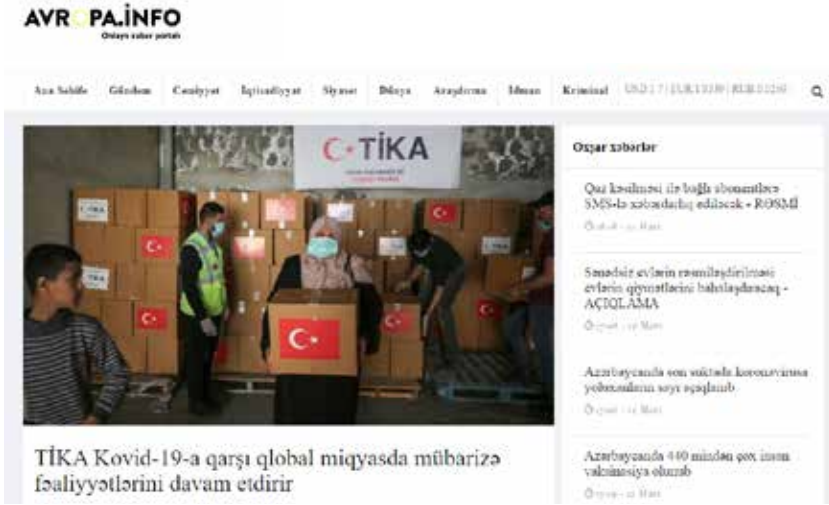 AVROPA.İNFO
Onlayn xəbər portalı
Ana Səhifə Gündəm Cəmiyyət İqtisadiyyat Siyasət Dünya Araşdırma İdman Kriminal
C TİKA
Oxşar xəbərlər
Qaz kəsilməsi ilə bağlı abonentlərə
SMS-lə xəbərdarlıq ediləcək - RƏSMİ
Sənədsiz evlərin rəsmiləşdirilməsi
evlərin qiymətlərini bahalaşdıracaq -
AÇIQLAMA
Azərbaycanda son sutkada koronavirusa
yoluxanların sayı açıqlanıb
Azərbaycanda 440 mindən çox insan
vaksinasiya olunub
TİKA Kovid-19-a qarşı qlobal miqyasda mübarizə
fəaliyyətlərini davam etdirir